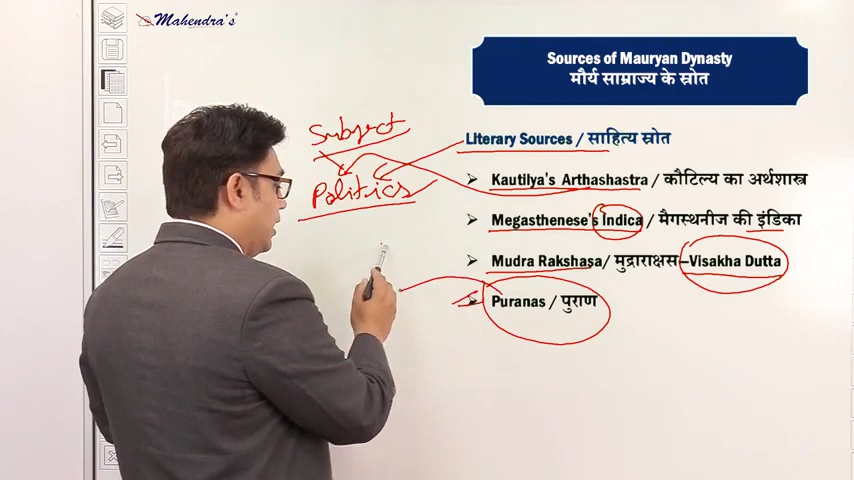 Mahendra's
Sources of Mauryan Dynasty
मौर्य साम्राज्य के स्रोत
Subject
Politics
Literary Sources / साहित्य स्रोत
Kautilya's Arthashastra / कौटिल्य का अर्थशास्त्र
Megasthenese's Indica / मैगस्थनीज की इंडिका
Mudra Rakshasa/ मुद्राराक्षस–Visakha Dutta
Puranas / पुराण